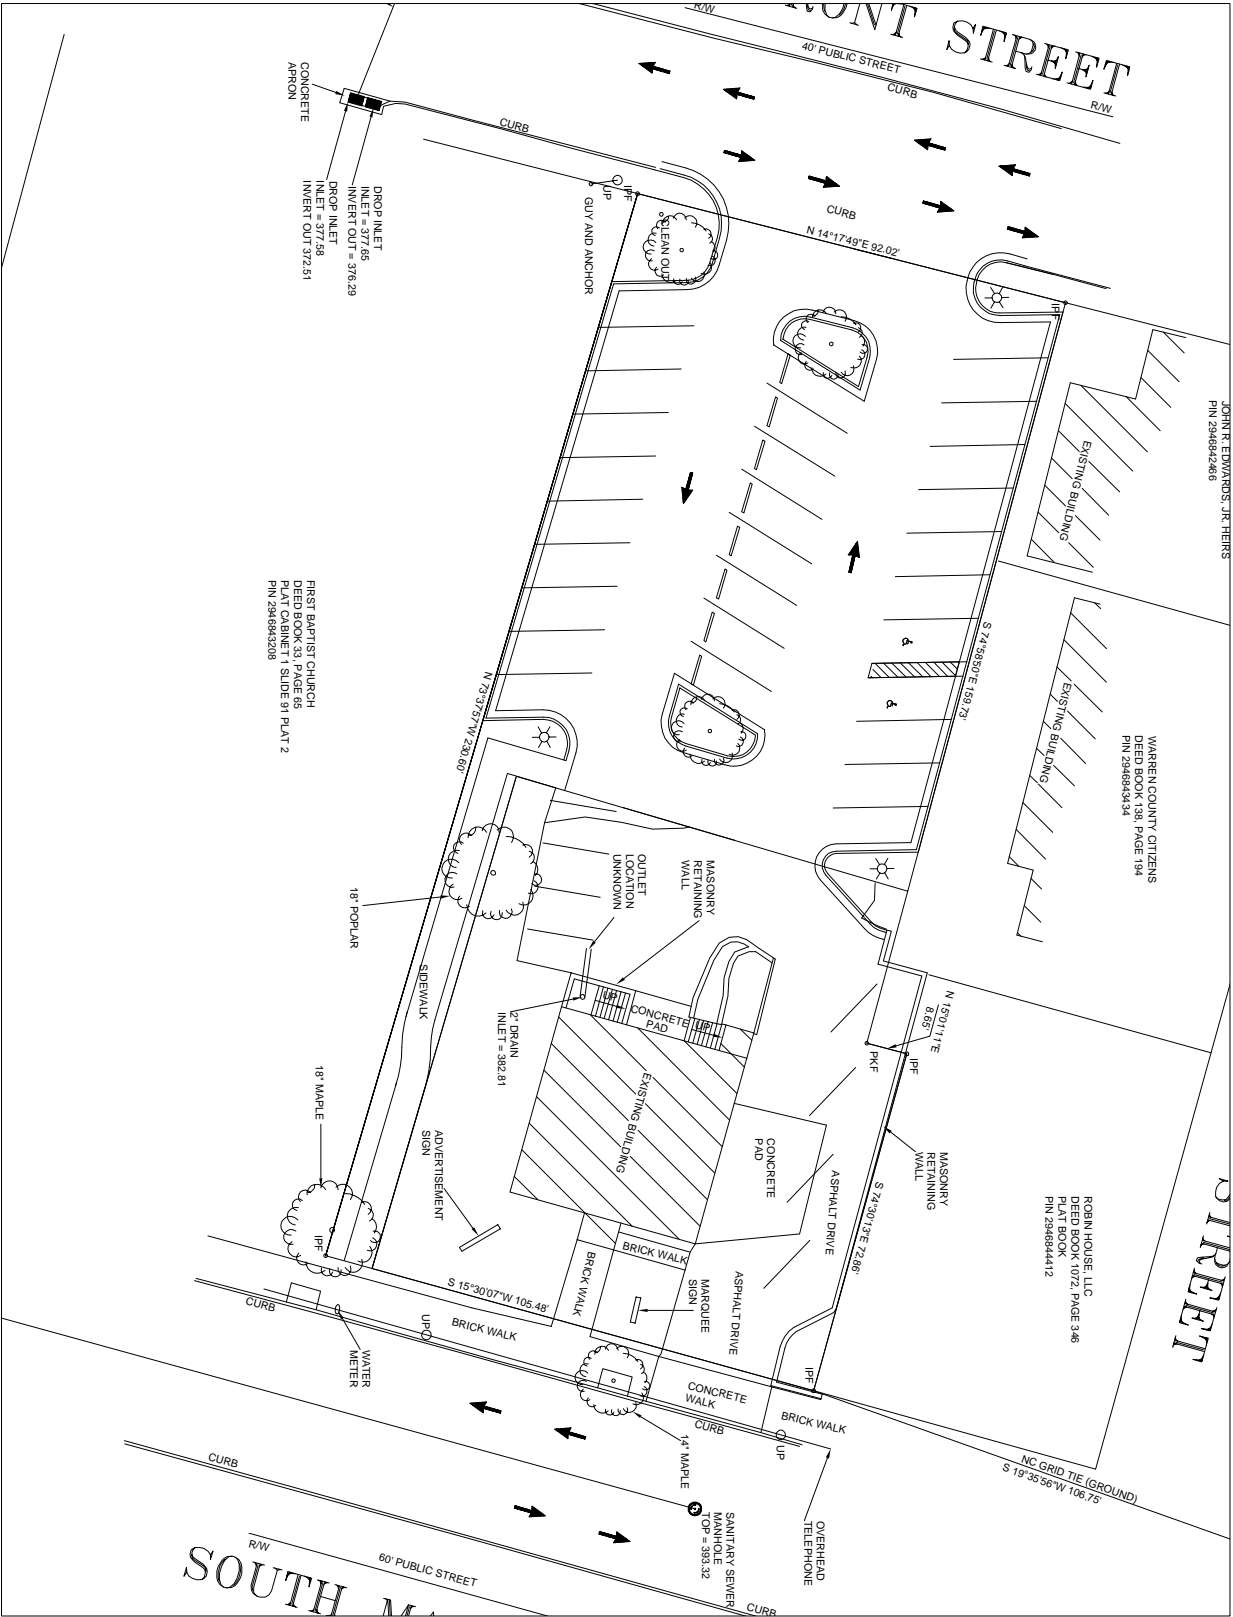 RONT STREET
R/W
40' PUBLIC STREET
R/W
CURB
CURB
CONCRETE
APRON
DROP INLET
INLET = 377.65
INVERT OUT = 376.29
DROP INLET
INLET = 377.58
INVERT OUT 372.51
IPF
UP
GUY AND ANCHOR
CLEAN OUT
CURB
N 14°17'49"E 92.02'
IPF
JOHN R. EDWARDS, JR. HEIRS
PIN 2946842466
EXISTING BUILDING
S 74°58'50"E 159.73'
EXISTING BUILDING
WARREN COUNTY CITIZENS
DEED BOOK 138, PAGE 194
PIN 2946843434
FIRST BAPTIST CHURCH
DEED BOOK 33, PAGE 65
PLAT CABINET 1 SLIDE 91 PLAT 2
PIN 2946843208
N 73°37'57"W 230.60'
MASONRY
RETAINING
WALL
OUTLET
LOCATION
UNKNOWN
18" POPLAR
SIDEWALK
UP
CONCRETE
PAD
UP
2" DRAIN
INLET = 382.81
N 15°01'11"E
8.65'
PKF
IPF
EXISTING BUILDING
CONCRETE
PAD
ASPHALT DRIVE
MASONRY
RETAINING
WALL
S 74°30'13"E 72.86'
ROBIN HOUSE, LLC
DEED BOOK 1072, PAGE 346
PLAT BOOK
PIN 2946844412
STREET
18" MAPLE
ADVERTISEMENT
SIGN
IPF
S 15°30'07"W 105.48'
BRICK WALK
BRICK WALK
MARQUEE
SIGN
ASPHALT DRIVE
IPF
CURB
BRICK WALK
UP
WATER
METER
CONCRETE
WALK
BRICK WALK
CURB
UP
14" MAPLE
NC GRID TIE (GROUND)
S 19°35'56"W 106.75'
OVERHEAD
TELEPHONE
SANITARY SEWER
MANHOLE
TOP = 393.32
CURB
CURB
R/W
60' PUBLIC STREET
SOUTH MA